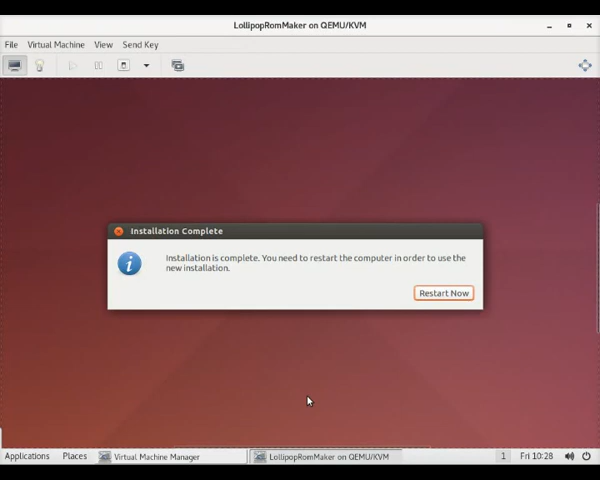 LollipopRomMaker on QEMU/KVM
File Virtual Machine View Send Key
Installation Complete
Installation is complete. You need to restart the computer in order to use the
new installation.
Restart Now
Applications Places Virtual Machine Manager LollipopRomMaker on QEMU/KVM 1 Fri 10:28